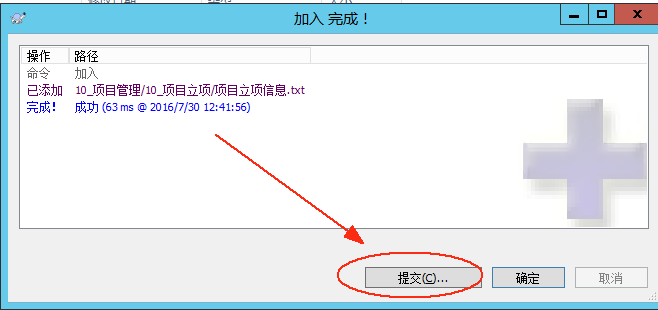 加入 完成！
操作 路径
命令 加入
已添加 10_项目管理/10_项目立项/项目立项信息.txt
完成! 成功 (63 ms @ 2016/7/30 12:41:56)
提交(C)... 确定 取消